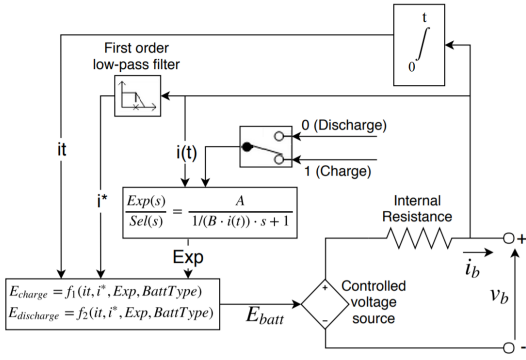 t
∫
0
First order
low-pass filter
it
i*
i(t)
0 (Discharge)
1 (Charge)
Exp(s)/Sel(s) = A/1/(B · i(t)) · s + 1
Exp
E_charge = f_1(it, i*, Exp, BattType)
E_discharge = f_2(it, i*, Exp, BattType)
E_batt
+
-
Controlled
voltage
source
Internal
Resistance
i_b
+
V_b
-